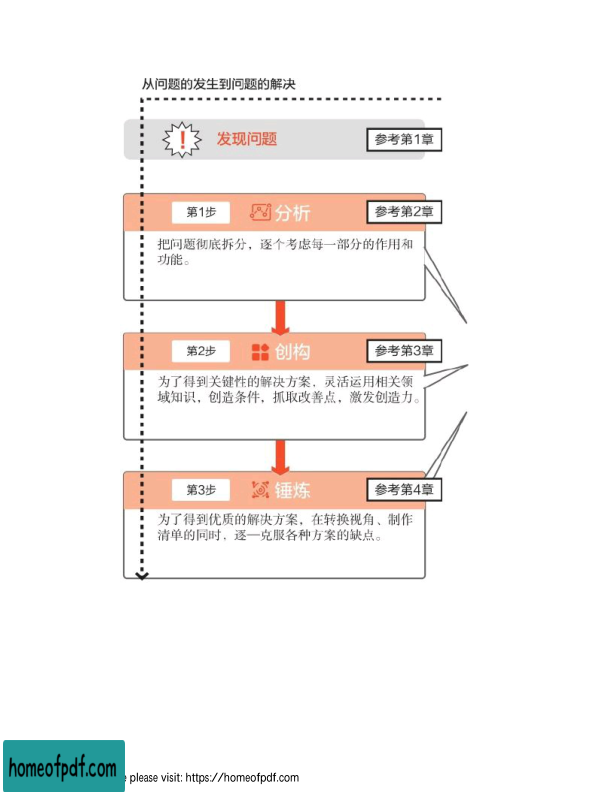 从问题的发生到问题的解决
!
发现问题
参考第1章
第1步
分析
参考第2章
把问题彻底拆分，逐个考虑每一部分的作用和
功能。
第2步
创构
参考第3章
为了得到关键性的解决方案，灵活运用相关领
域知识，创造条件，抓取改善点，激发创造力。
第3步
锤炼
参考第4章
为了得到优质的解决方案，在转换视角、制作
清单的同时，逐一克服各种方案的缺点。
homeofpdf.com
e please visit: https://homeofpdf.com